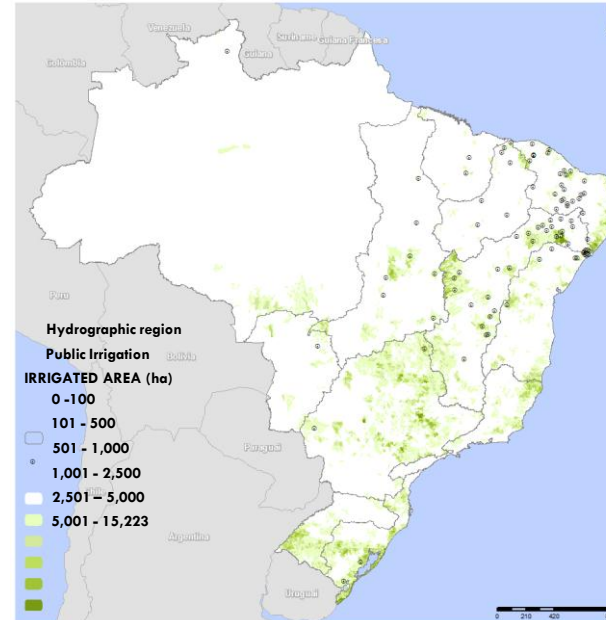 Venezuela
Suriname
Guiana Francesa
Guiana
Colômbia
Peru
Hydrographic region
Public Irrigation
Bolívia
IRRIGATED AREA (ha)
0 -100
101 - 500
501 - 1,000
Paraguai
1,001 - 2,500
Chile
2,501 – 5,000
5,001 - 15,223
Argentina
Uruguai
0 210 420